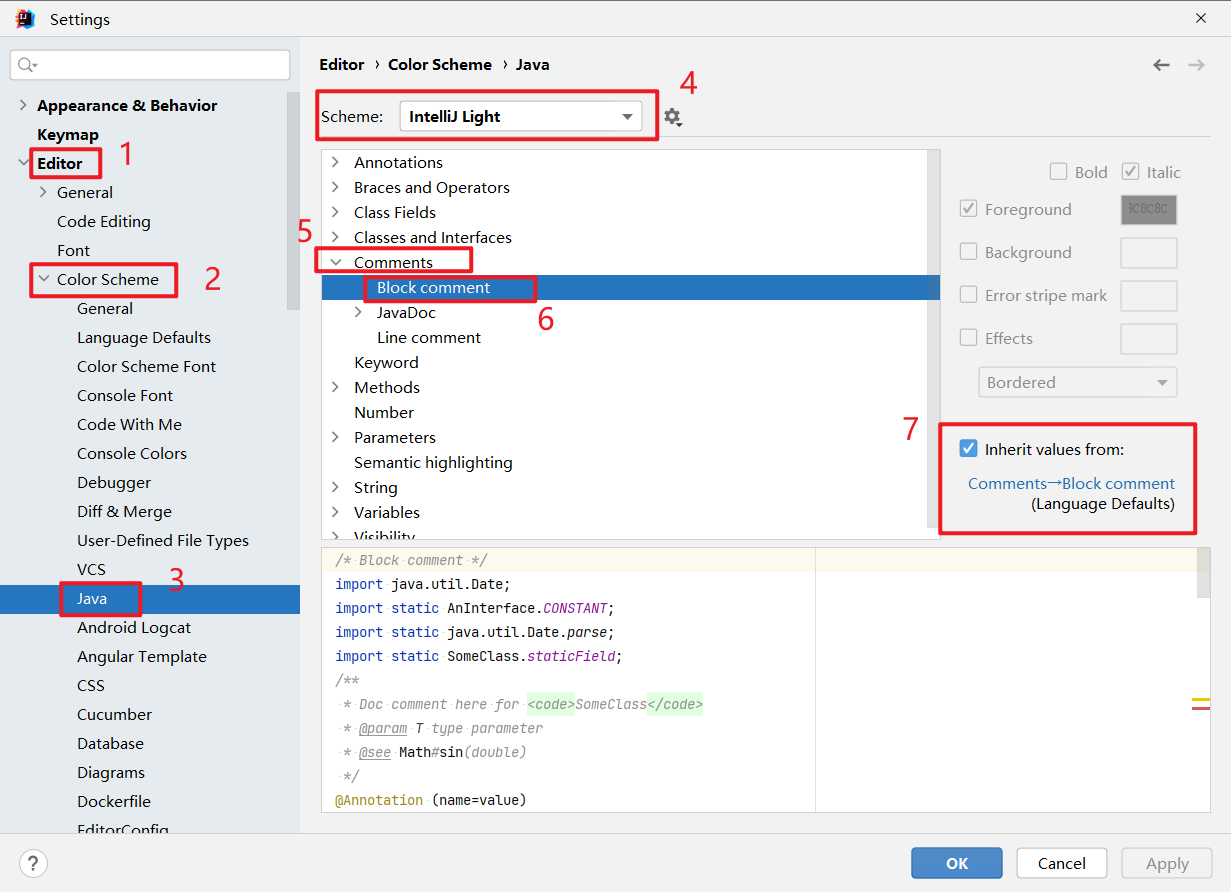 Settings
Appearance & Behavior
Keymap
Editor
1
General
Code Editing
Font
Color Scheme
2
General
Language Defaults
Color Scheme Font
Console Font
Code With Me
Console Colors
Debugger
Diff & Merge
User-Defined File Types
VCS
3
Java
Android Logcat
Angular Template
CSS
Cucumber
Database
Diagrams
Dockerfile
EditorConfig
Editor › Color Scheme › Java
4
Scheme: IntelliJ Light
Annotations
Braces and Operators
Class Fields
5
Classes and Interfaces
Comments
Block comment
6
JavaDoc
Line comment
Keyword
Methods
Number
Parameters
Semantic highlighting
String
Variables
Visibility
Bold Italic
Foreground
Background
Error stripe mark
Effects
Bordered
7
Inherit values from:
Comments→Block comment
(Language Defaults)
/* Block comment */
import java.util.Date;
import static AnInterface.CONSTANT;
import static java.util.Date.parse;
import static SomeClass.staticField;
/**
* Doc comment here for <code>SomeClass</code>
* @param T type parameter
* @see Math#sin(double)
*/
@Annotation (name=value)
?
OK Cancel Apply